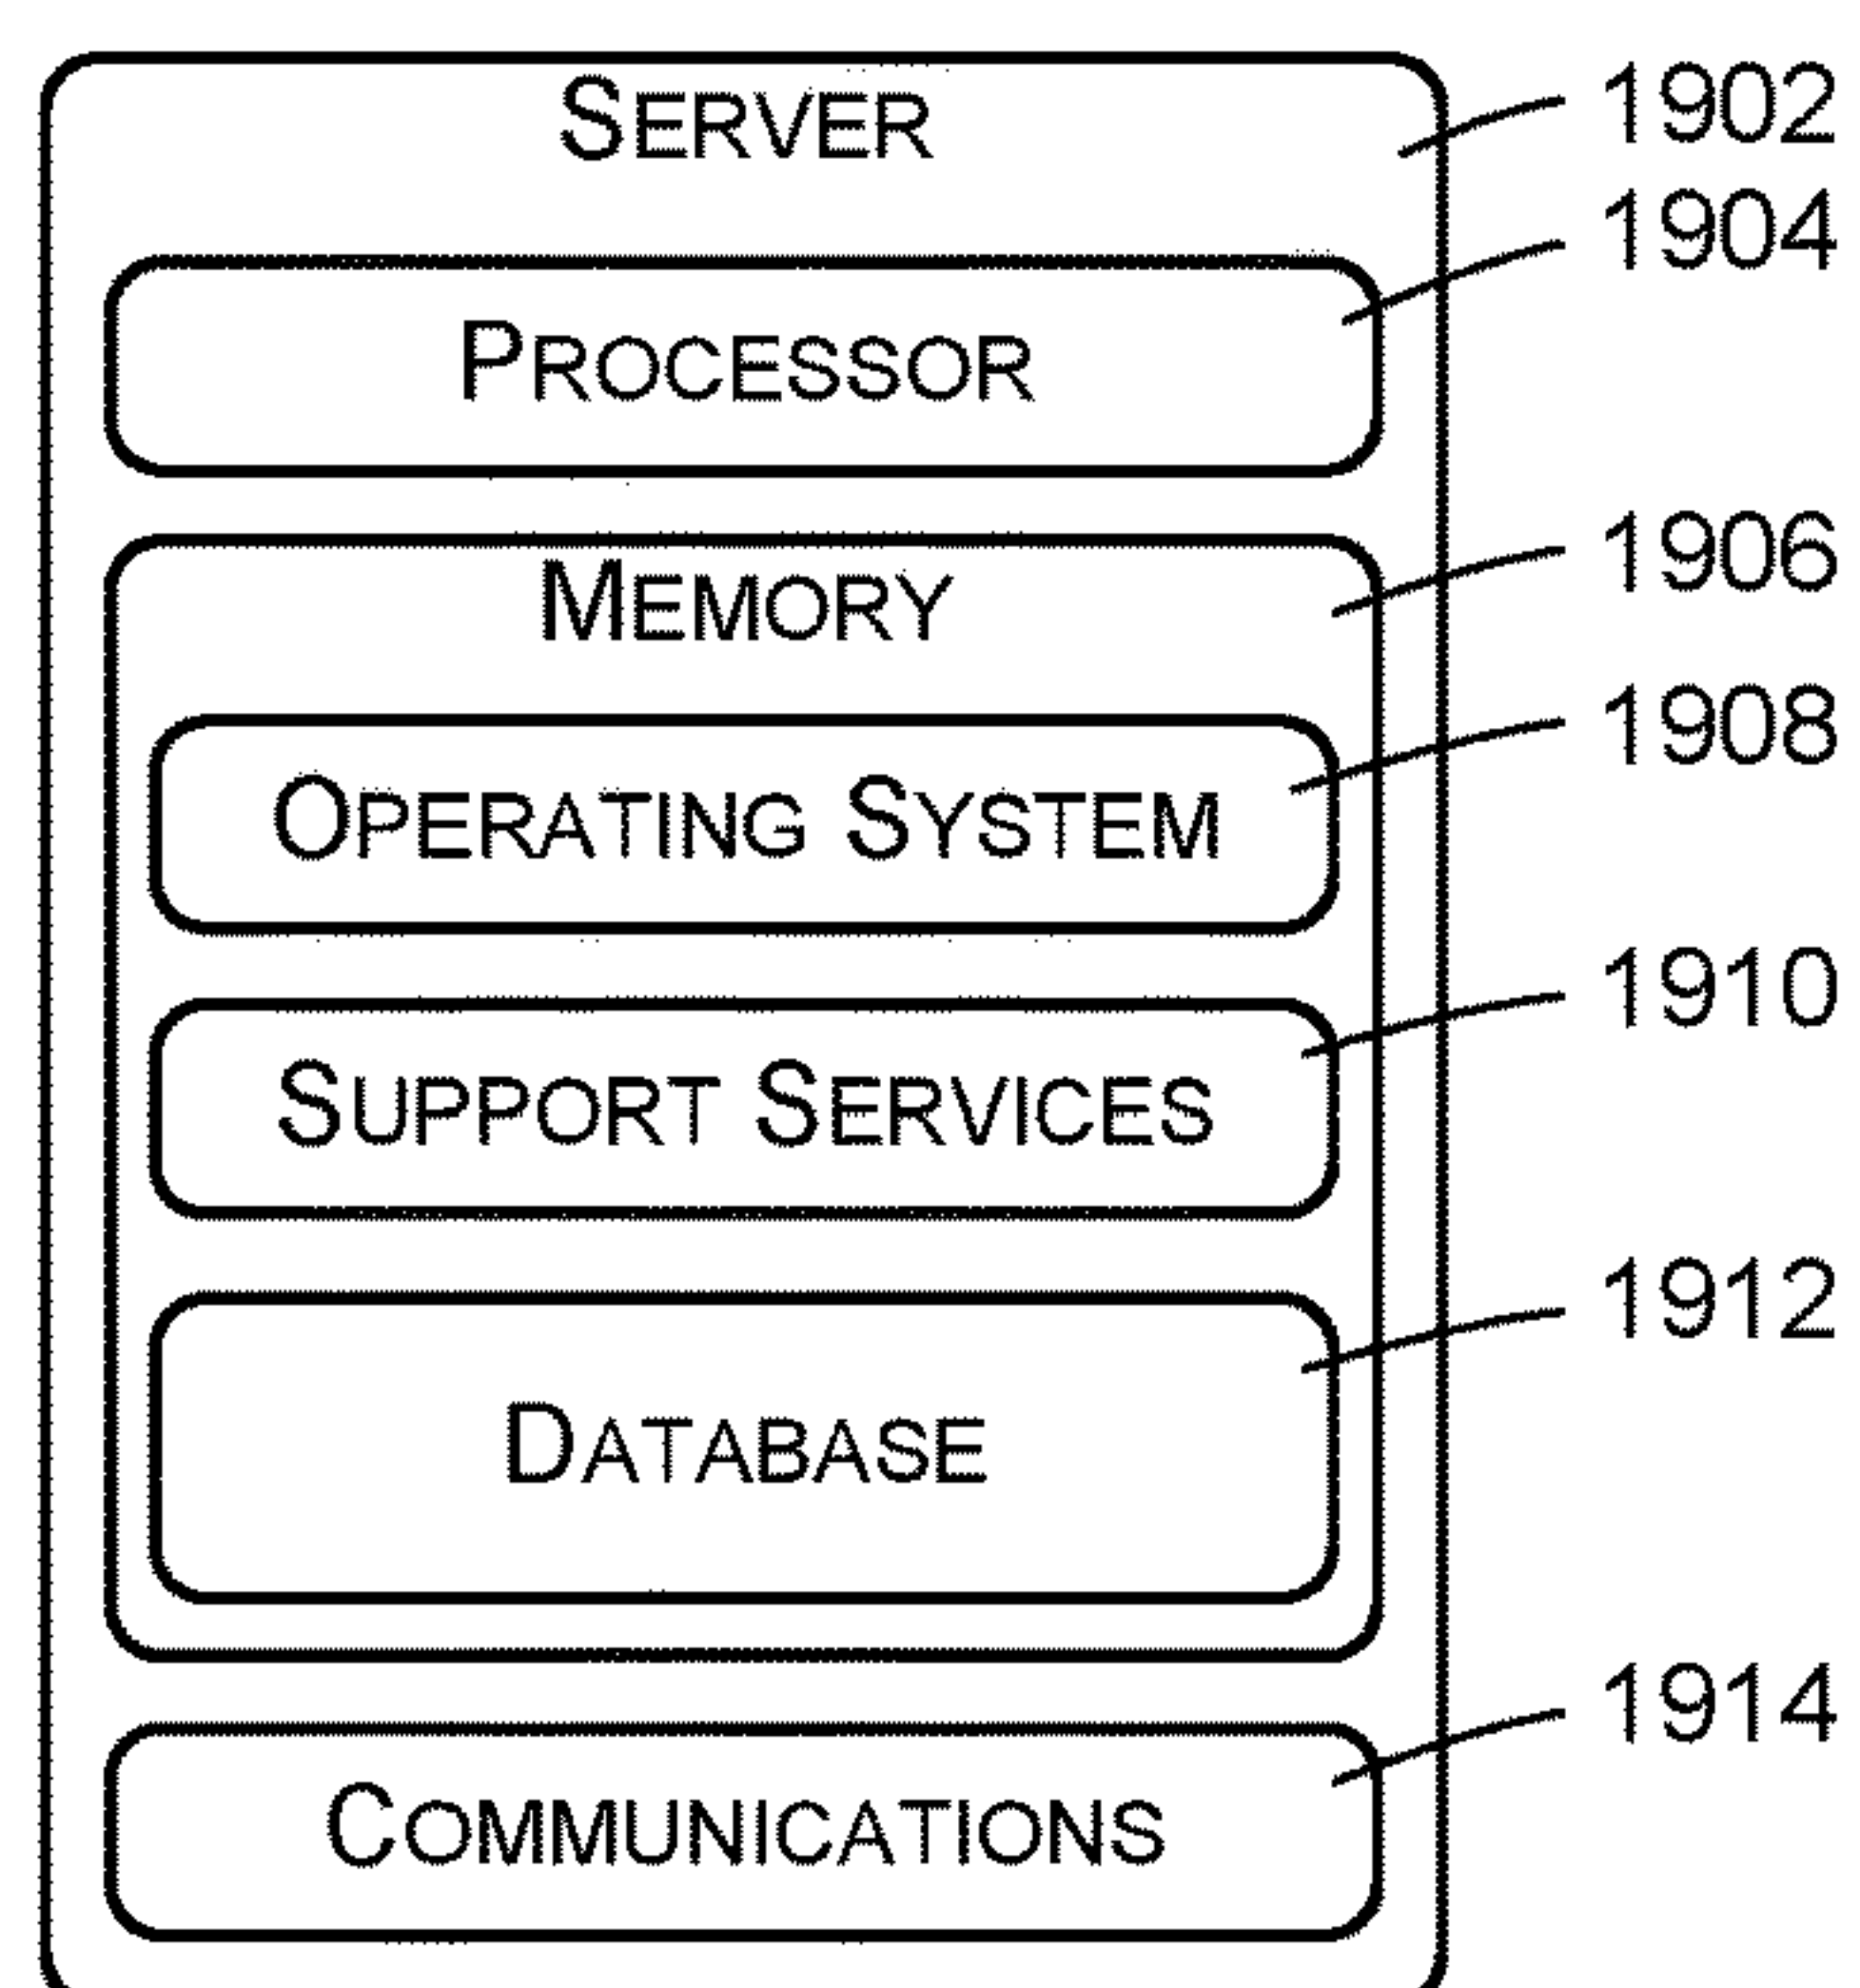 SERVER 1902
1904
PROCESSOR
1906
MEMORY
1908
OPERATING SYSTEM
1910
SUPPORT SERVICES
1912
DATABASE
1914
COMMUNICATIONS